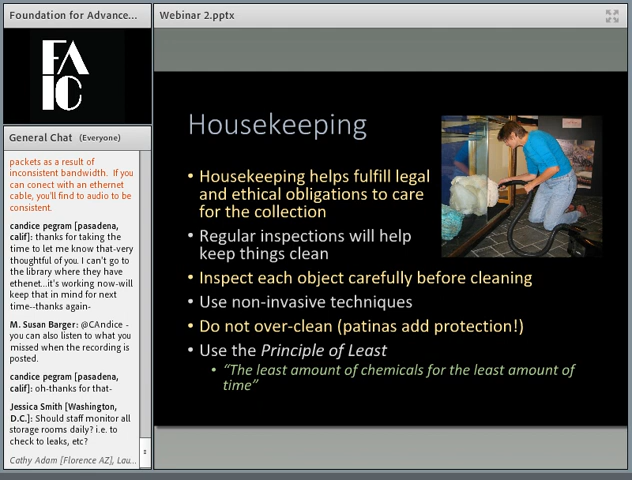 Foundation for Advance...
FA
IC
General Chat (Everyone)
packets as a result of
inconsistent bandwidth. If you
can conect with an ethernet
cable, you'll find to audio to be
consistent.
candice pegram [pasadena,
calif]: thanks for taking the
time to let me know that-very
thoughtful of you. I can't go to
the library where they have
ethenet...it's working now-will
keep that in mind for next
time--thanks again-
M. Susan Barger: @CAndice -
you can also listen to what you
missed when the recording is
posted.
candice pegram [pasadena,
calif]: oh-thanks for that-
Jessica Smith [Washington,
D.C.]: Should staff monitor all
storage rooms daily? i.e. to
check to leaks, etc?
Cathy Adam [Florence AZ], Lau...
Webinar 2.pptx
Housekeeping
• Housekeeping helps fulfill legal
and ethical obligations to care
for the collection
• Regular inspections will help
keep things clean
• Inspect each object carefully before cleaning
• Use non-invasive techniques
• Do not over-clean (patinas add protection!)
• Use the Principle of Least
• “The least amount of chemicals for the least amount of
time”